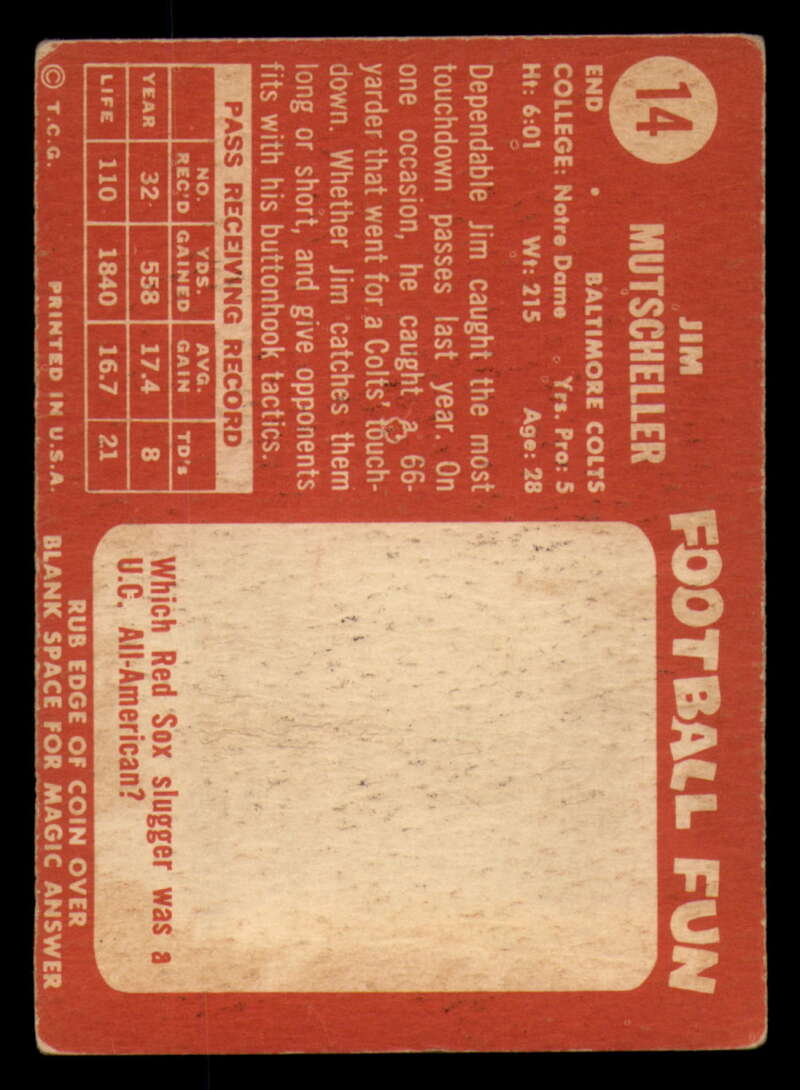 14
JIM
MUTSCHELLER
END BALTIMORE COLTS
COLLEGE: Notre Dame Yrs. Pro: 5
Ht: 6:01 Wt: 215 Age: 28
Dependable Jim caught the most
touchdown passes last year. On
one occasion, he caught a 66-
yarder that went for a Colts' touch-
down. Whether Jim catches them
long or short, and give opponents
fits with his buttonhook tactics.
PASS RECEIVING RECORD
NO. REC'D YDS. GAINED AVG. GAIN TD's
YEAR 32 558 17.4 8
LIFE 110 1840 16.7 21
© T.C.G. PRINTED IN U.S.A.
FOOTBALL FUN
Which Red Sox slugger was a
U.C. All-American?
RUB EDGE OF COIN OVER
BLANK SPACE FOR MAGIC ANSWER